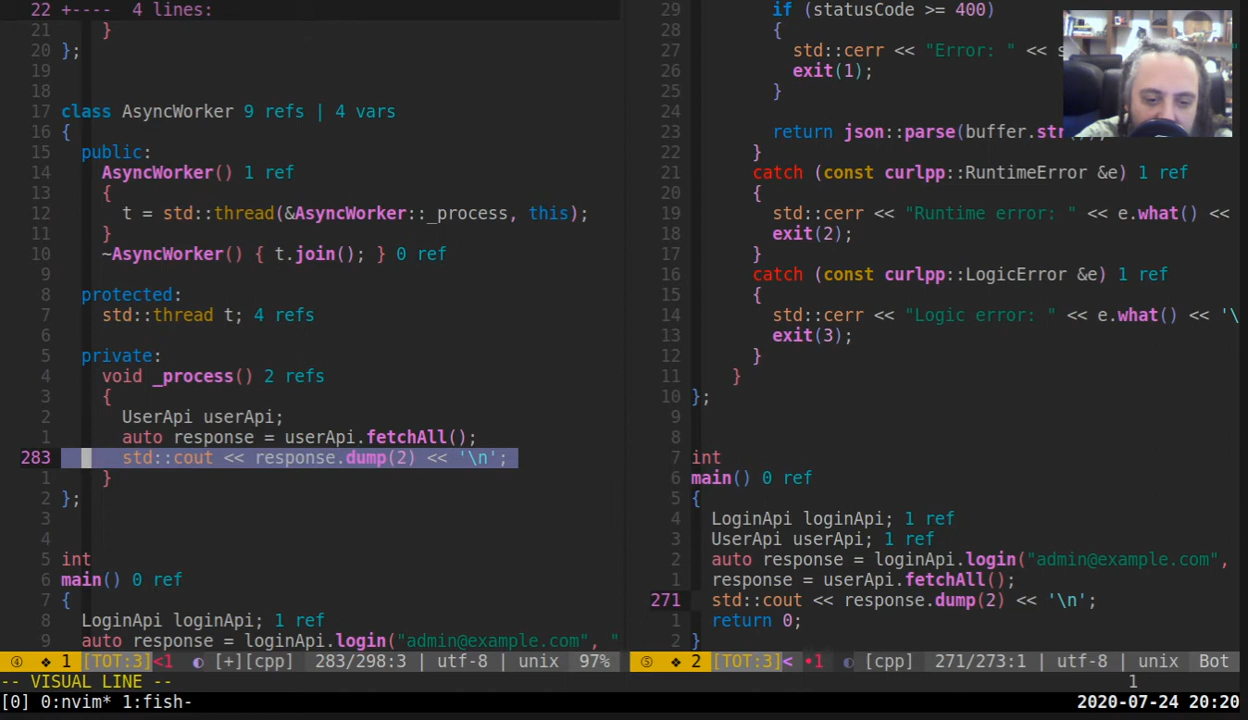 22 +---- 4 lines:
21 }
20 };
19
18
17 class AsyncWorker 9 refs | 4 vars
16 {
15 public:
14 AsyncWorker() 1 ref
13 {
12 t = std::thread(&AsyncWorker::_process, this);
11 }
10 ~AsyncWorker() { t.join(); } 0 ref
9
8 protected:
7 std::thread t; 4 refs
6
5 private:
4 void _process() 2 refs
3 {
2 UserApi userApi;
1 auto response = userApi.fetchAll();
283 std::cout << response.dump(2) << '\n';
1 }
2 };
3
4
5 int
6 main() 0 ref
7 {
8 LoginApi loginApi; 1 ref
9 auto response = loginApi.login("admin@example.com", "
④ ❖ 1 [TOT:3]<1 ◐ [+][cpp] 283/298:3 | utf-8 | unix 97%
29 if (statusCode >= 400)
28 {
27 std::cerr << "Error: " <<
26 exit(1);
25 }
24
23 return json::parse(buffer.str
22 }
21 catch (const curlpp::RuntimeError &e) 1 ref
20 {
19 std::cerr << "Runtime error: " << e.what() <<
18 exit(2);
17 }
16 catch (const curlpp::LogicError &e) 1 ref
15 {
14 std::cerr << "Logic error: " << e.what() << '\
13 exit(3);
12 }
11 }
10 };
9
8
7 int
6 main() 0 ref
5 {
4 LoginApi loginApi; 1 ref
3 UserApi userApi; 1 ref
2 auto response = loginApi.login("admin@example.com",
1 response = userApi.fetchAll();
271 std::cout << response.dump(2) << '\n';
1 return 0;
2 }
⑤ ❖ 2 [TOT:3]< •1 ◐ [cpp] 271/273:1 | utf-8 | unix Bot
-- VISUAL LINE -- 1
[0] 0:nvim* 1:fish- 2020-07-24 20:20